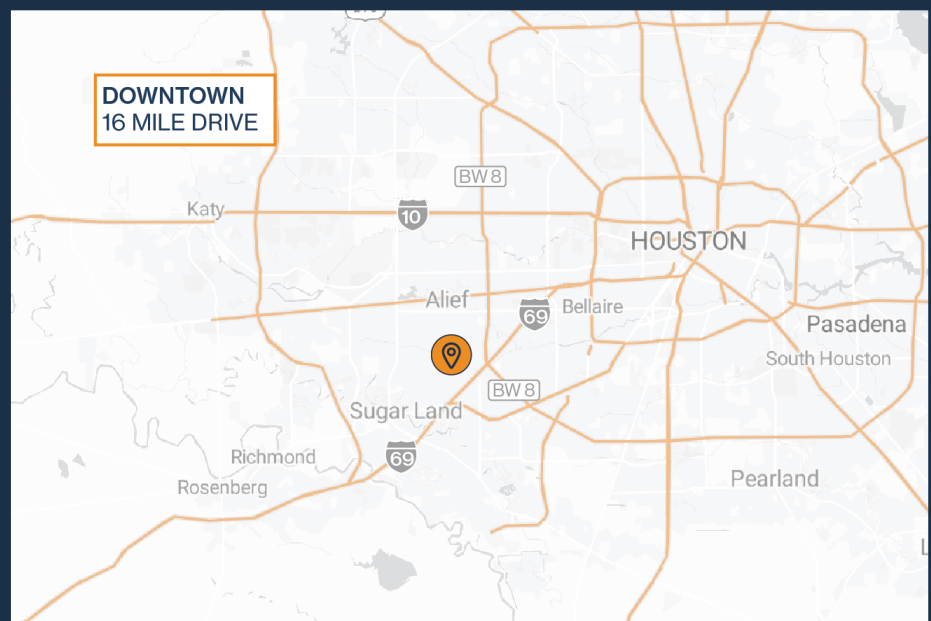 DOWNTOWN
16 MILE DRIVE
BW 8
Katy
10
HOUSTON
Alief
69
Bellaire
Pasadena
South Houston
BW 8
Sugar Land
69
Richmond
Rosenberg
Pearland